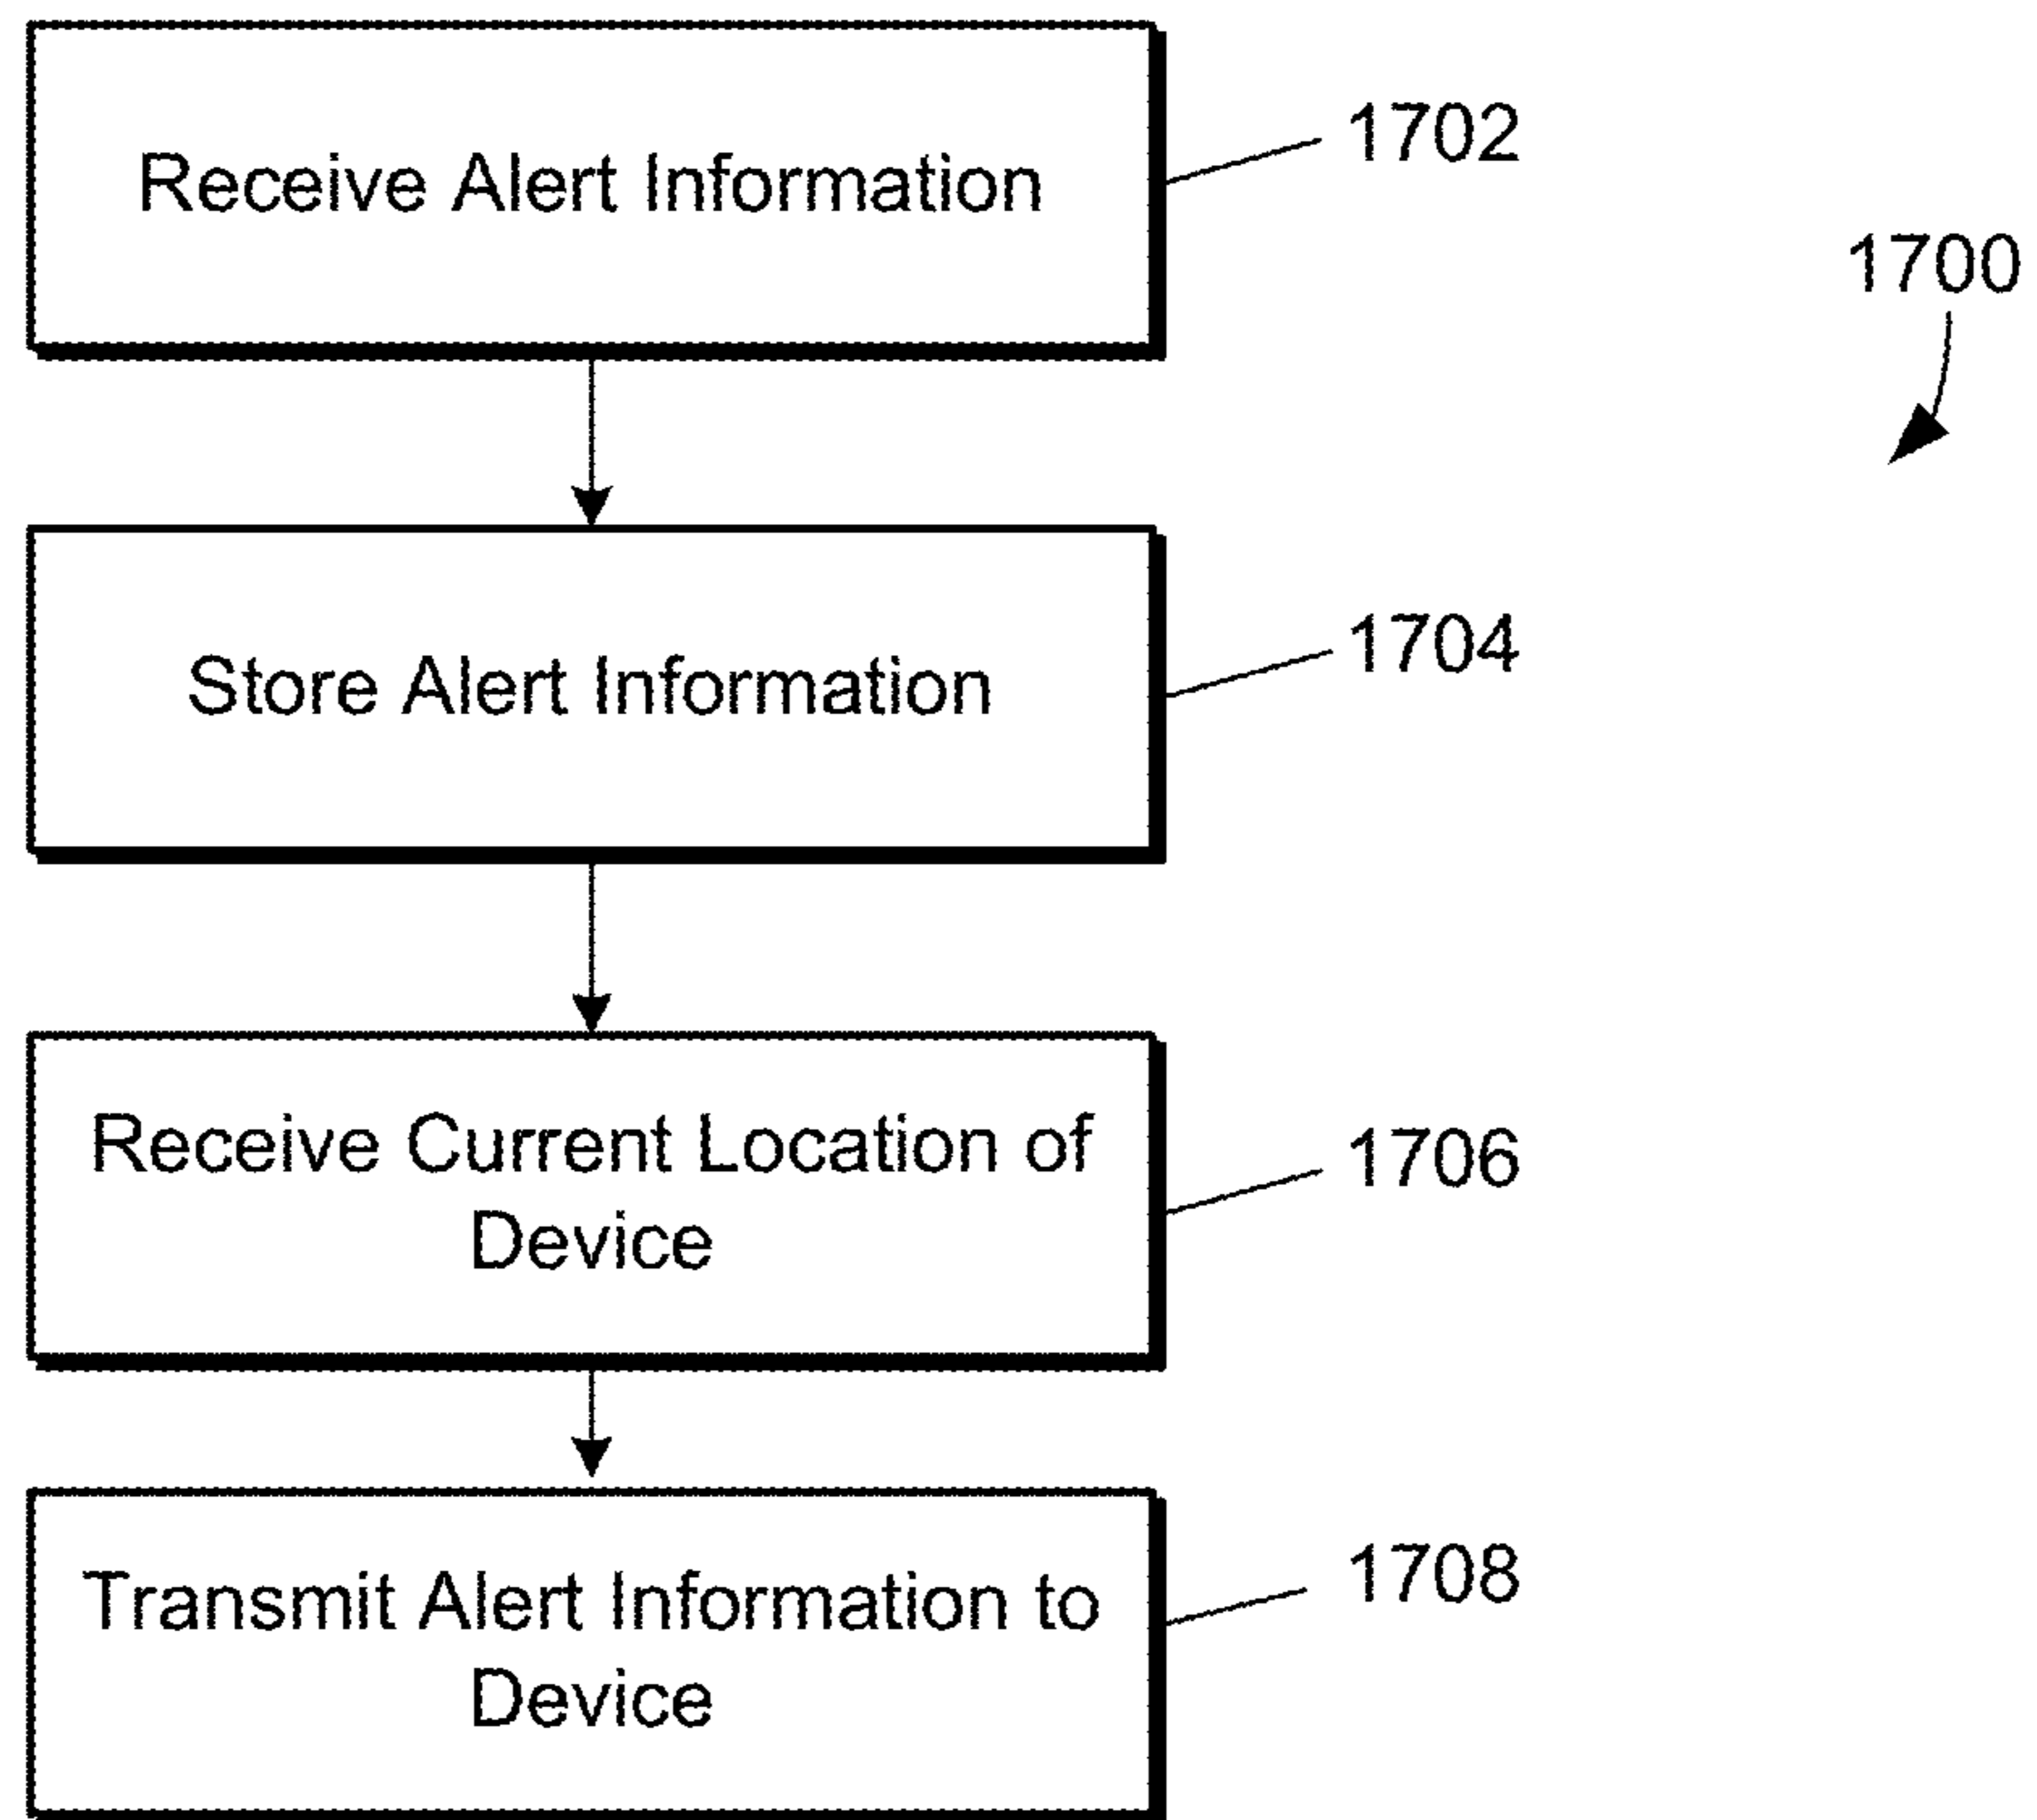 Receive Alert Information
1702
1700
Store Alert Information
1704
Receive Current Location of
Device
1706
Transmit Alert Information to
Device
1708